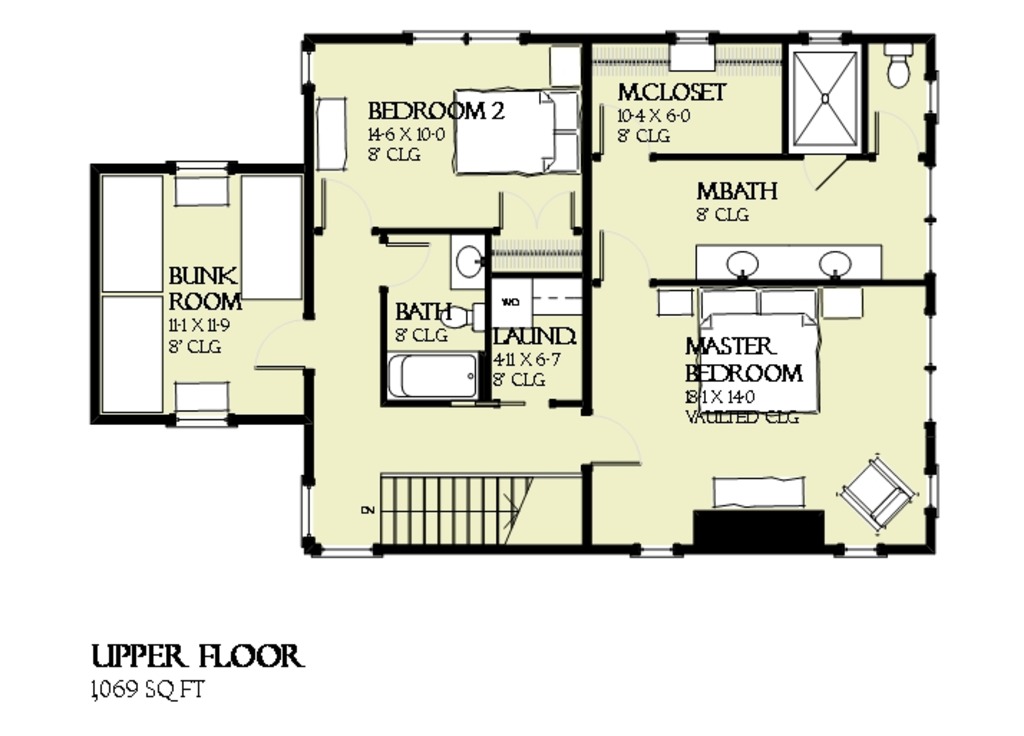 BEDROOM 2
14-6 X 10-0
8' CLG
M.CLOSET
10-4 X 6-0
8' CLG
M.BATH
8' CLG
BUNK
ROOM
11-1 X 11-9
8' CLG
BATH
8' CLG
WD
LAUND.
4-11 X 6-7
8' CLG
MASTER
BEDROOM
18-1 X 14-0
VAULTED CLG
DN
UPPER FLOOR
1,069 SQ FT